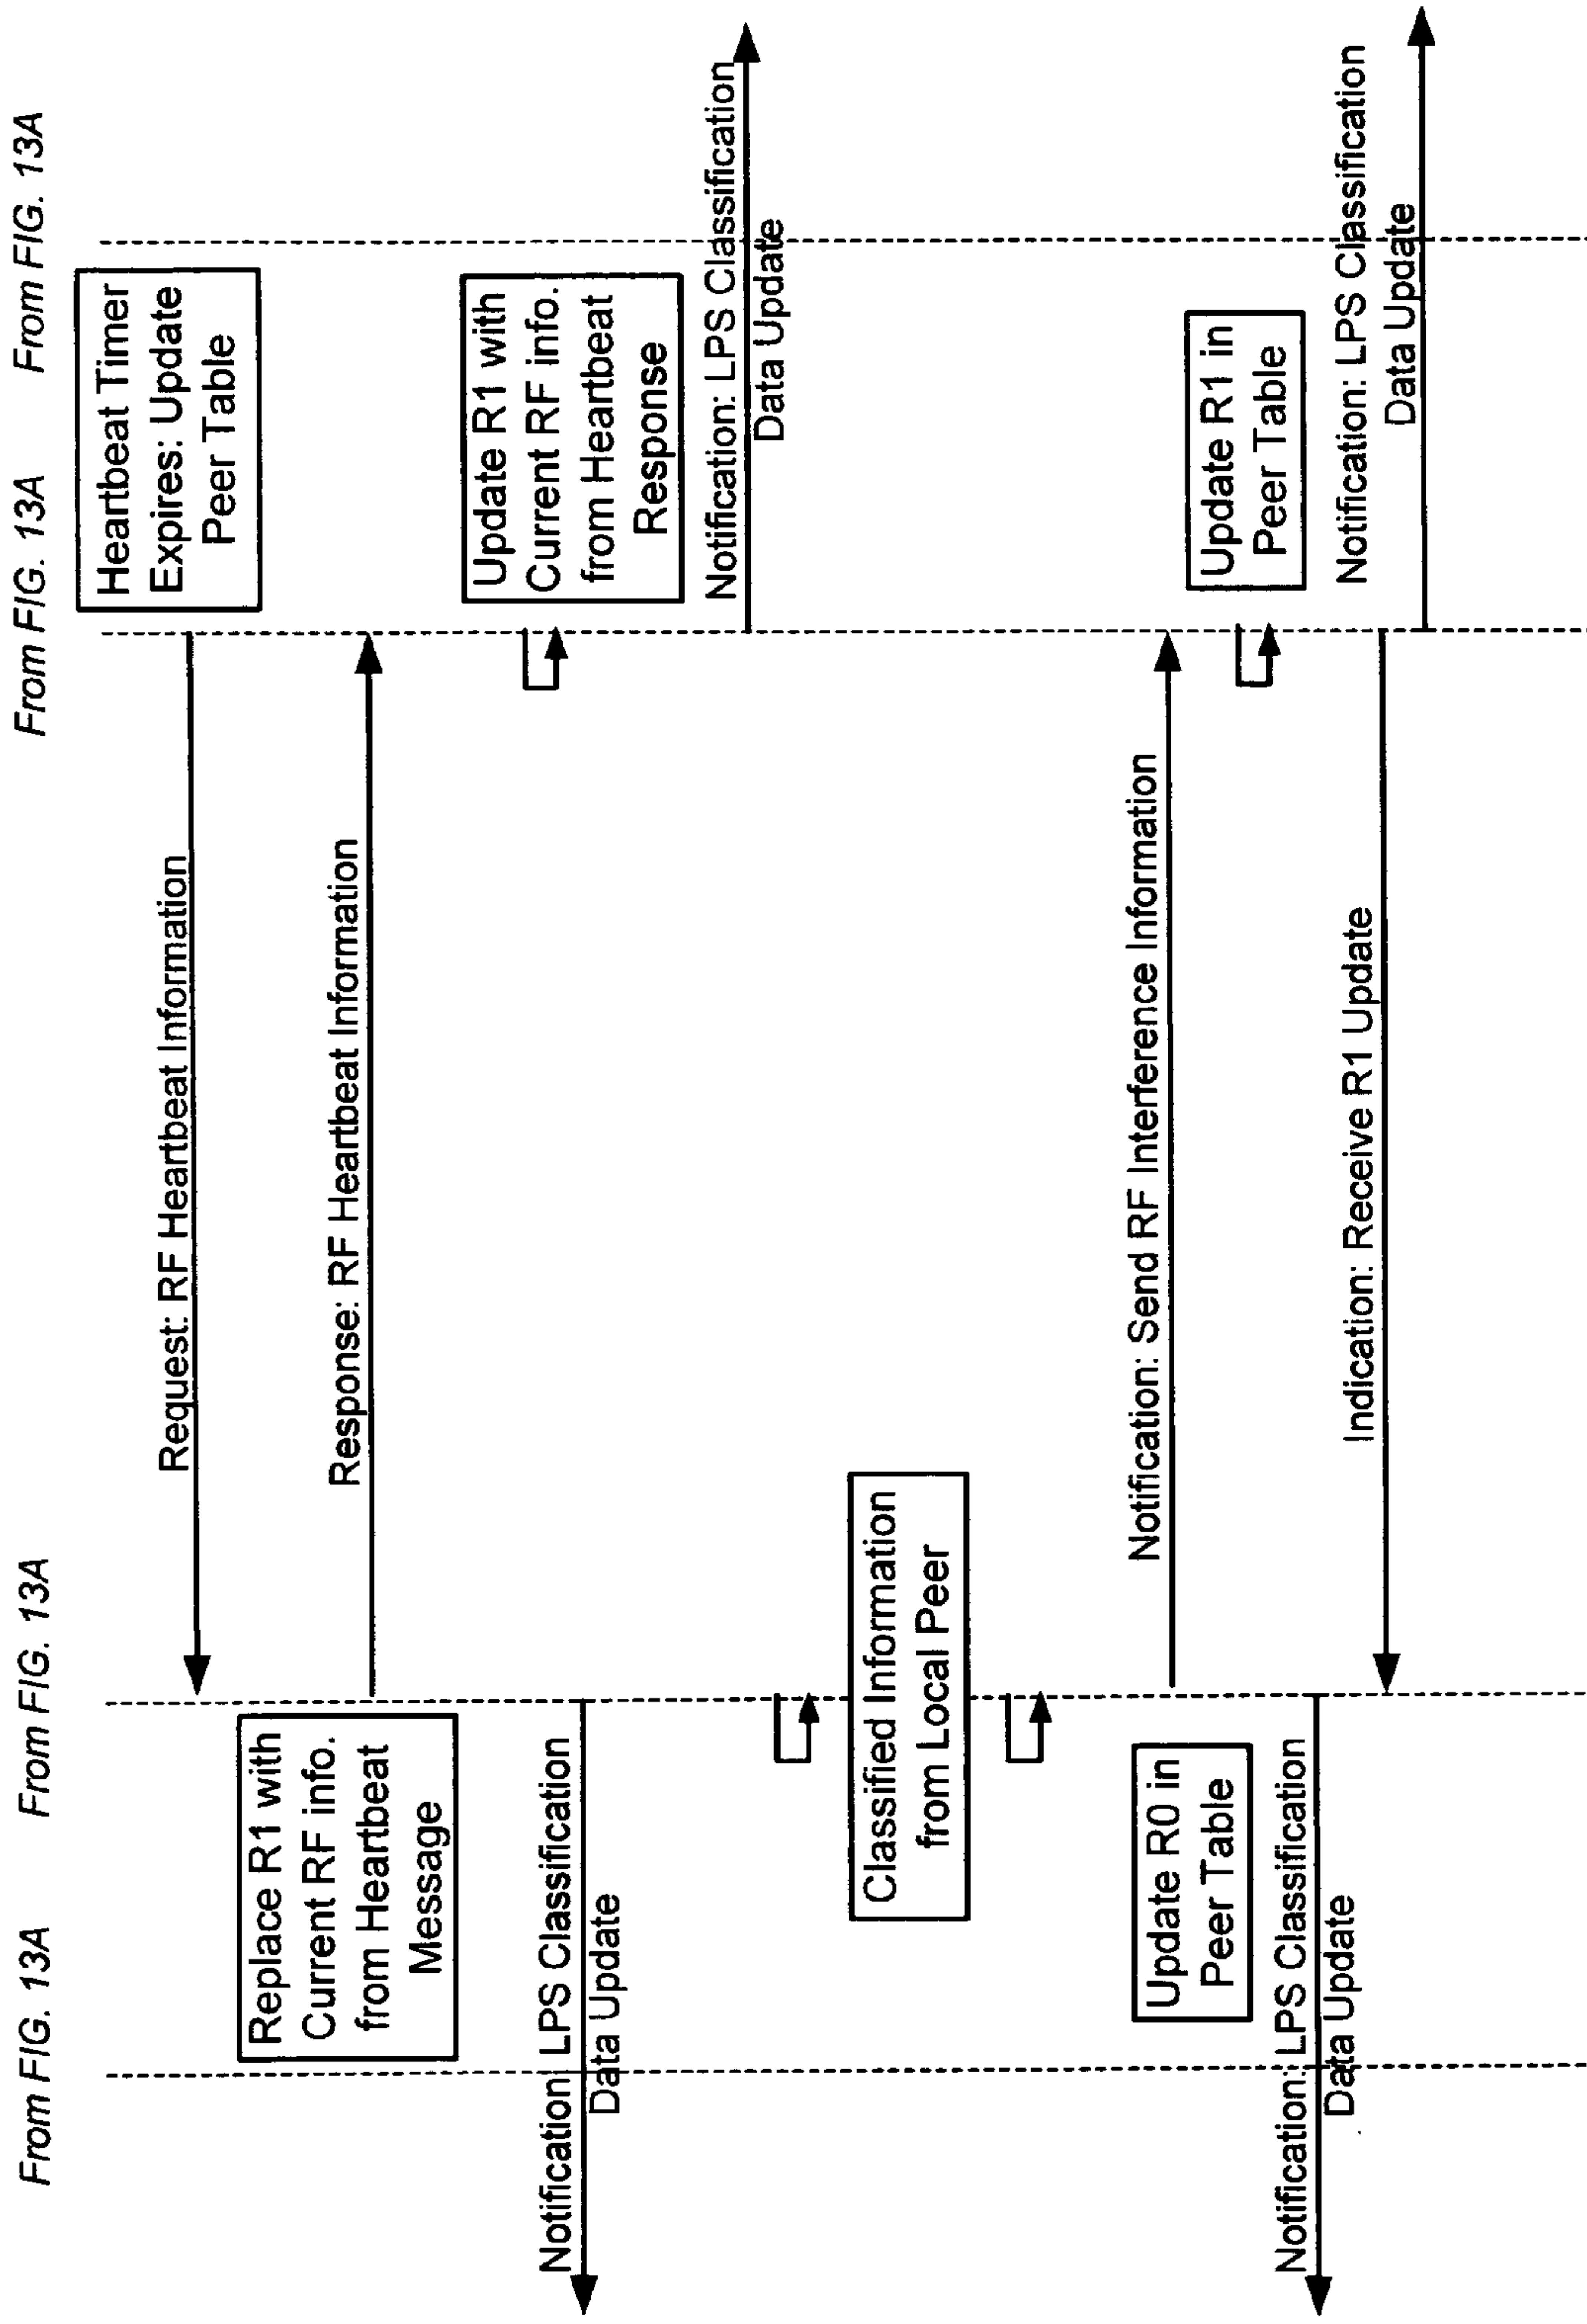 From FIG. 13A
From FIG. 13A
From FIG. 13A
From FIG. 13A
Heartbeat Timer
Expires: Update
Peer Table
Request: RF Heartbeat Information
Replace R1 with
Current RF info.
from Heartbeat
Message
Response: RF Heartbeat Information
Update R1 with
Current RF info.
from Heartbeat
Response
Notification: LPS Classification
Data Update
Notification: LPS Classification
Data Update
Classified Information
from Local Peer
Notification: Send RF Interference Information
Update R0 in
Peer Table
Update R1 in
Peer Table
Notification: LPS Classification
Data Update
Indication: Receive R1 Update
Notification: LPS Classification
Data Update